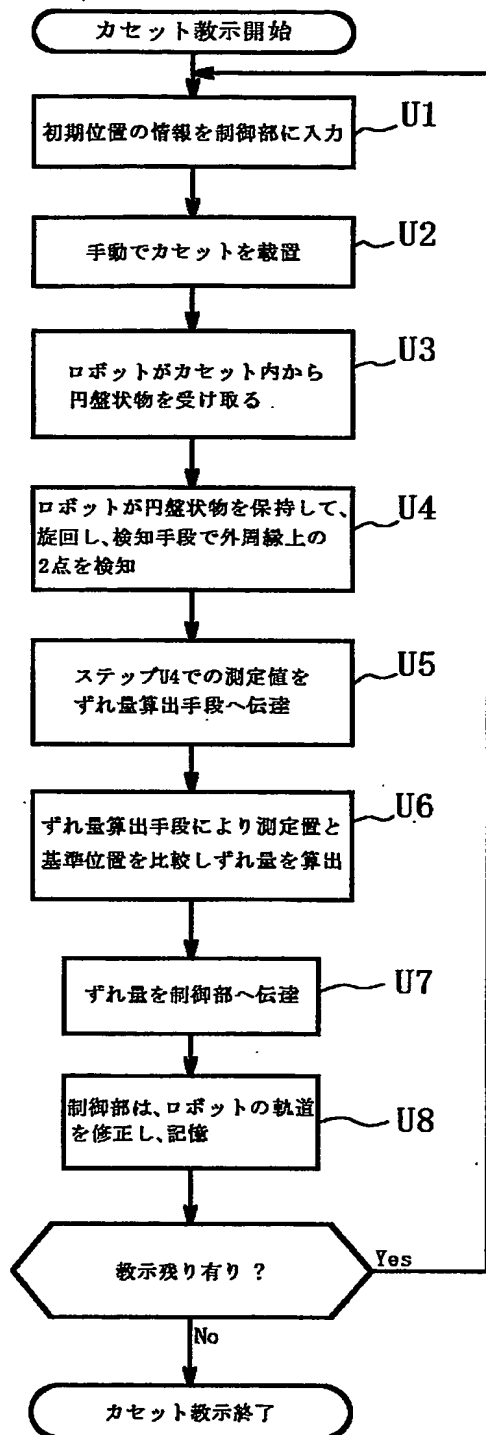 カセット教示開始
初期位置の情報を制御部に入力
U1
手動でカセットを載置
U2
ロボットがカセット内から
円盤状物を受け取る
U3
ロボットが円盤状物を保持して、
旋回し、検知手段で外周縁上の
2点を検知
U4
ステップU4での測定値を
ずれ量算出手段へ伝達
U5
ずれ量算出手段により測定置と
基準位置を比較しずれ量を算出
U6
ずれ量を制御部へ伝達
U7
制御部は、ロボットの軌道
を修正し、記憶
U8
教示残り有り？
Yes
No
カセット教示終了